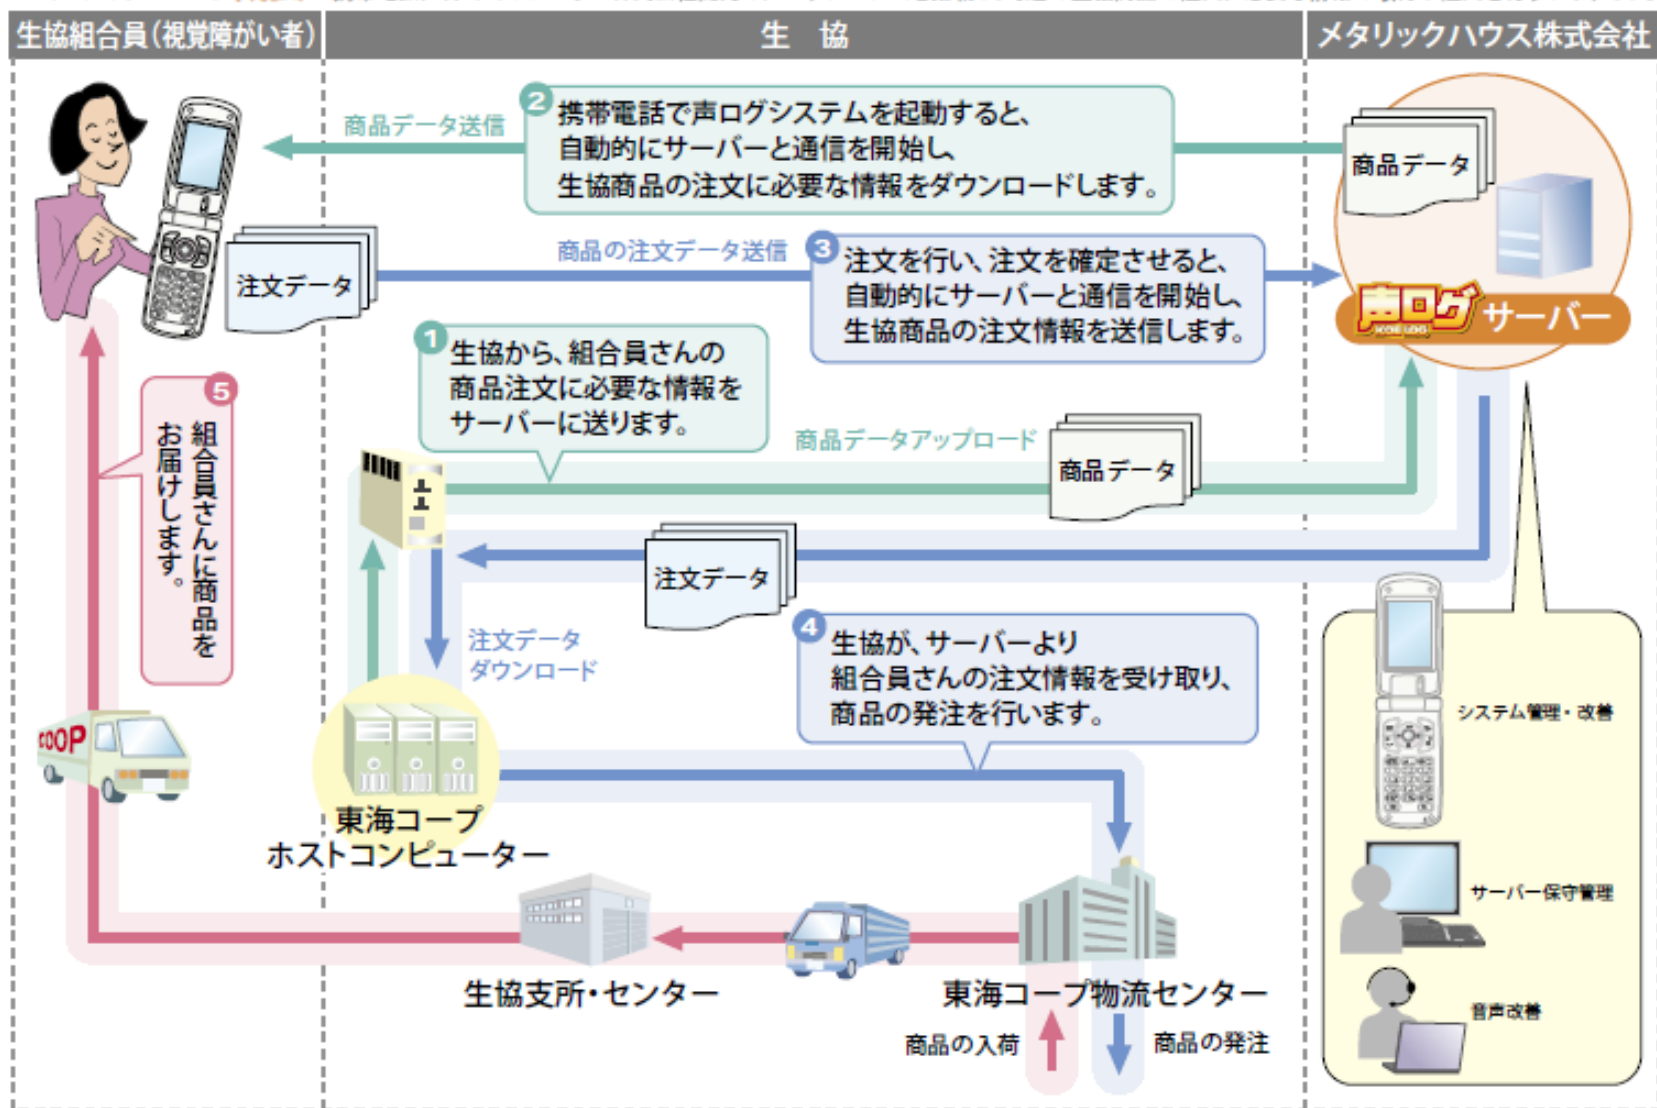 生協組合員（視覚障がい者）
生　協
メタリックハウス株式会社
商品データ送信
2
携帯電話で声ログシステムを起動すると、
自動的にサーバーと通信を開始し、
生協商品の注文に必要な情報をダウンロードします。
商品データ
注文データ
商品の注文データ送信
3
注文を行い、注文を確定させると、
自動的にサーバーと通信を開始し、
生協商品の注文情報を送信します。
声ログ
KOE LOG
サーバー
1
生協から、組合員さんの
商品注文に必要な情報を
サーバーに送ります。
商品データアップロード
商品データ
5
組合員さんに商品を
お届けします。
注文データ
注文データ
ダウンロード
4
生協が、サーバーより
組合員さんの注文情報を受け取り、
商品の発注を行います。
COOP
東海コープ
ホストコンピューター
システム管理・改善
サーバー保守管理
音声改善
生協支所・センター
東海コープ物流センター
商品の入荷
商品の発注